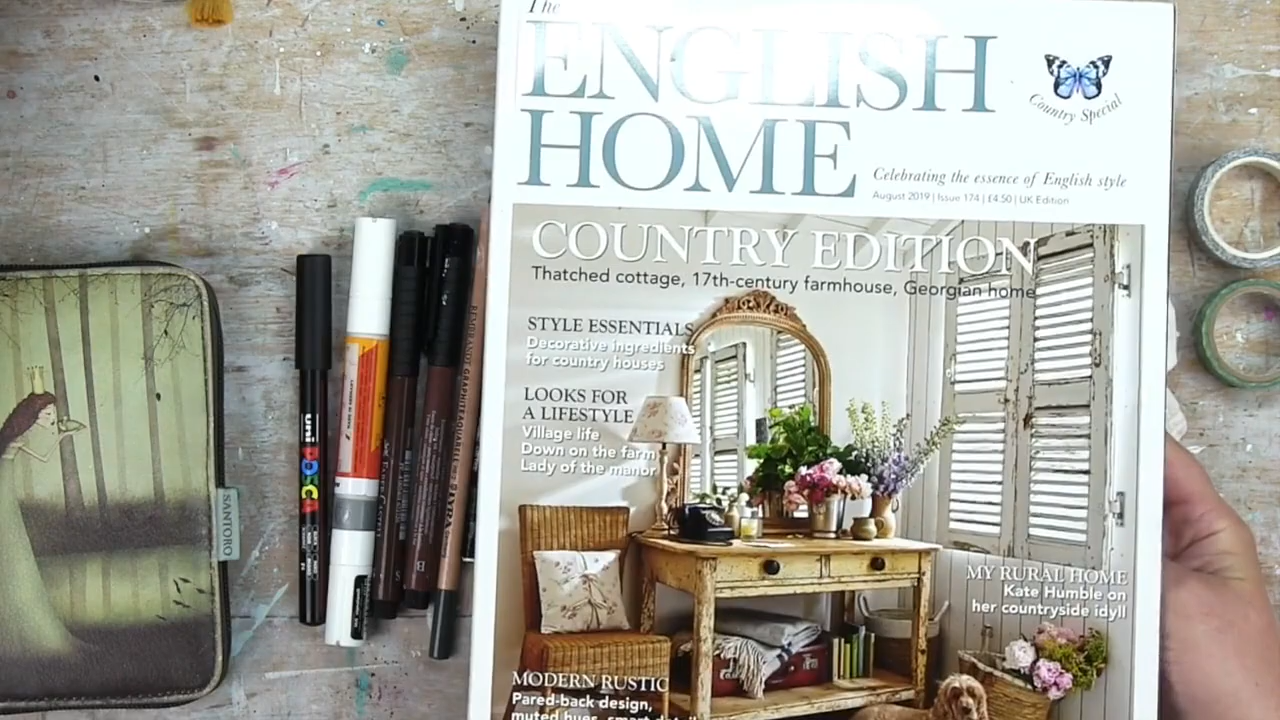 The
ENGLISH
HOME
Country Special
Celebrating the essence of English style
August 2019 | Issue 174 | £4.50 | UK Edition
COUNTRY EDITION
Thatched cottage, 17th-century farmhouse, Georgian home
STYLE ESSENTIALS
Decorative ingredients
for country houses
LOOKS FOR
A LIFESTYLE
Village life
Down on the farm
Lady of the manor
MY RURAL HOME
Kate Humble on
her countryside idyll
MODERN RUSTIC
Pared-back design,
muted hues, smart
SANTORO
uni POSCA